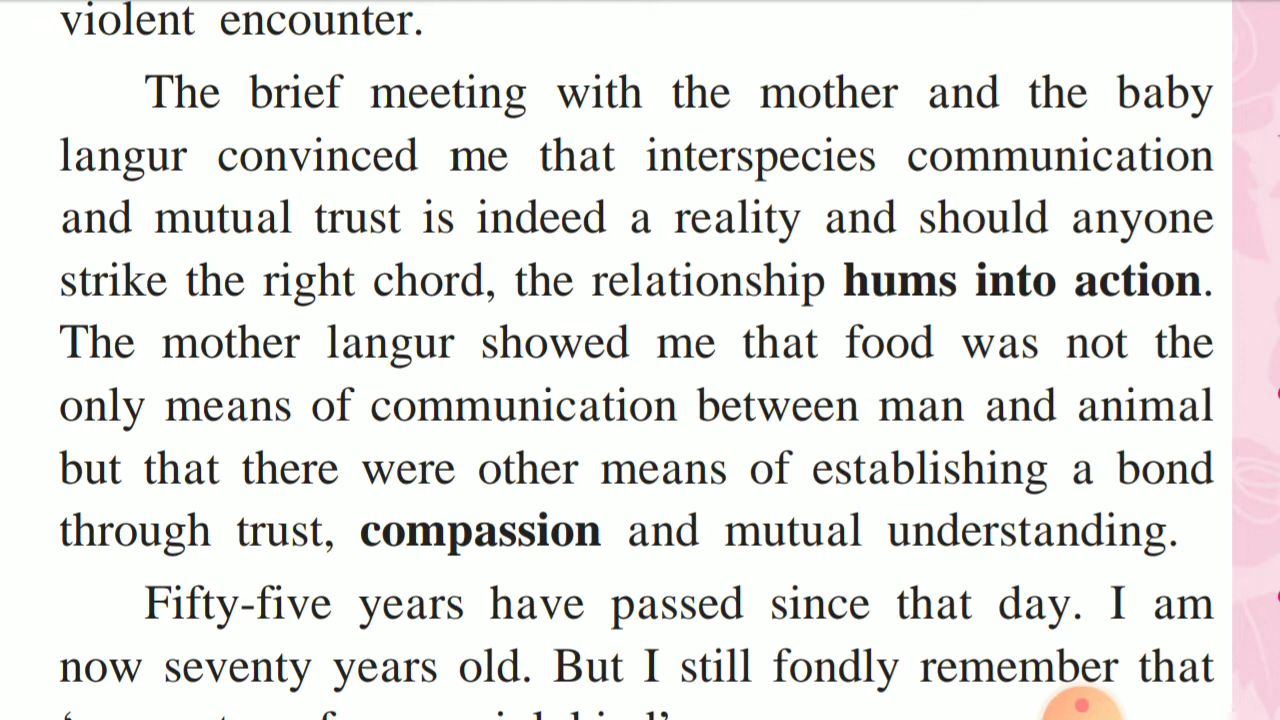 violent encounter.
The brief meeting with the mother and the baby
langur convinced me that interspecies communication
and mutual trust is indeed a reality and should anyone
strike the right chord, the relationship hums into action.
The mother langur showed me that food was not the
only means of communication between man and animal
but that there were other means of establishing a bond
through trust, compassion and mutual understanding.
Fifty-five years have passed since that day. I am
now seventy years old. But I still fondly remember that